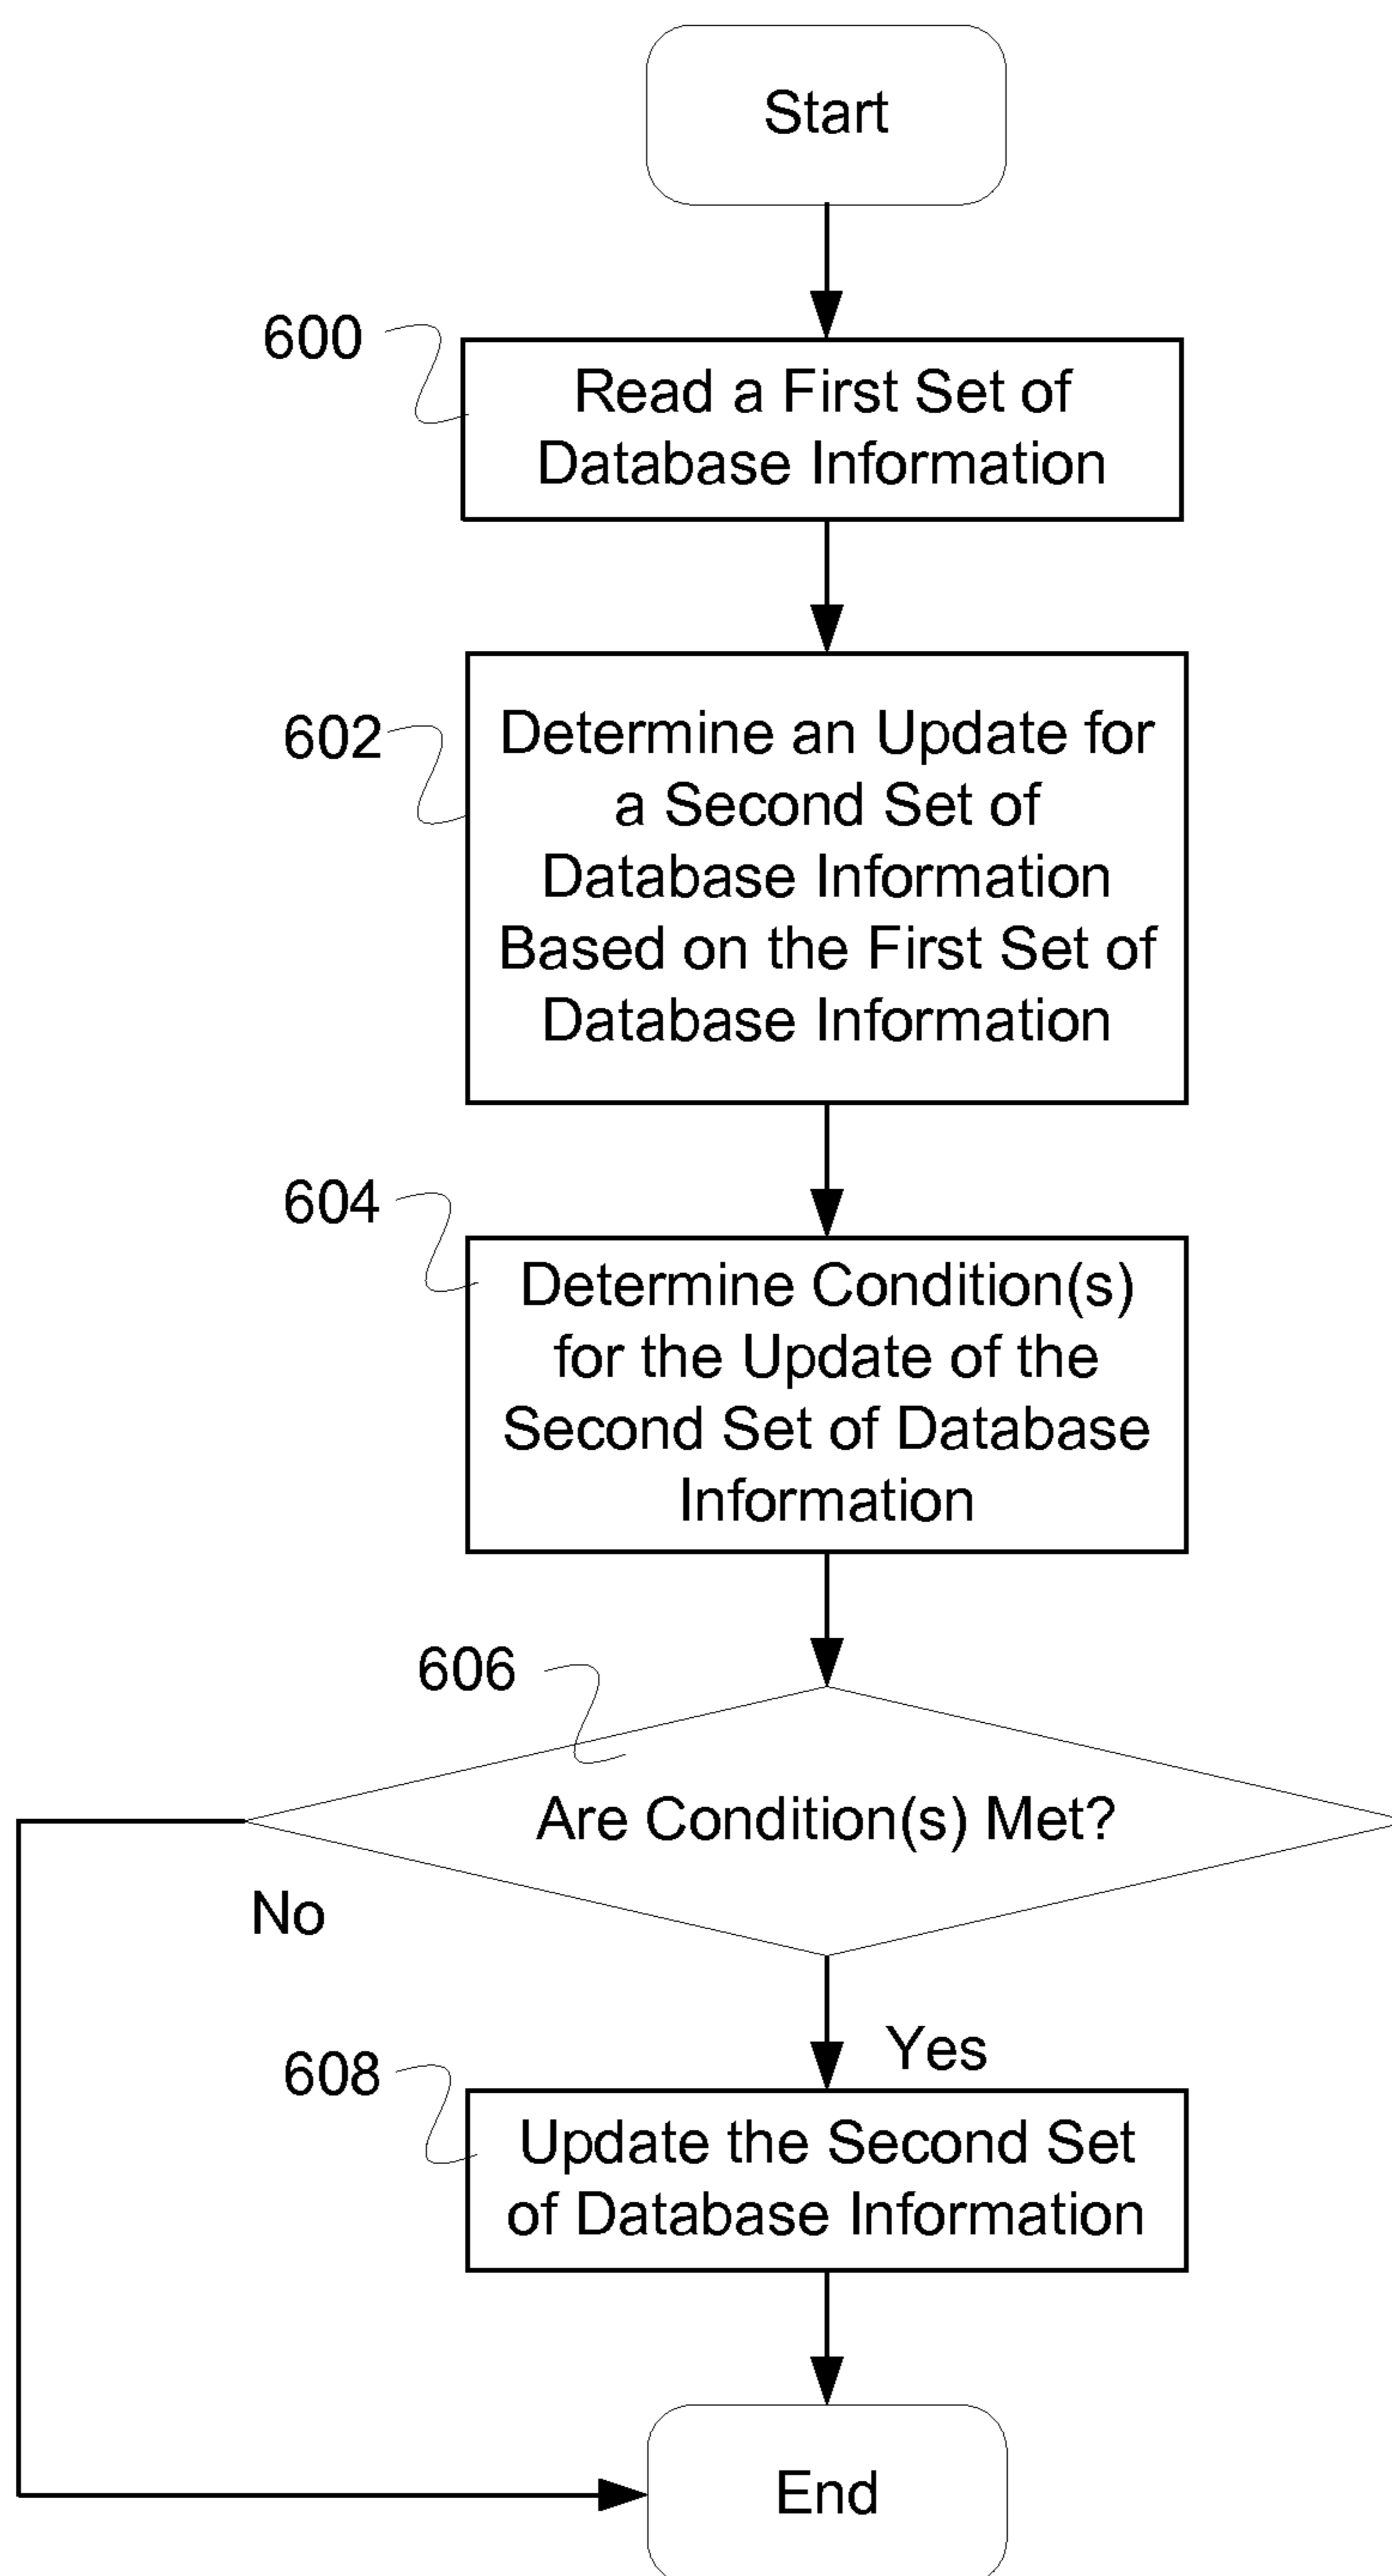 Start
600
Read a First Set of
Database Information
602
Determine an Update for
a Second Set of
Database Information
Based on the First Set of
Database Information
604
Determine Condition(s)
for the Update of the
Second Set of Database
Information
606
Are Condition(s) Met?
No
Yes
608
Update the Second Set
of Database Information
End